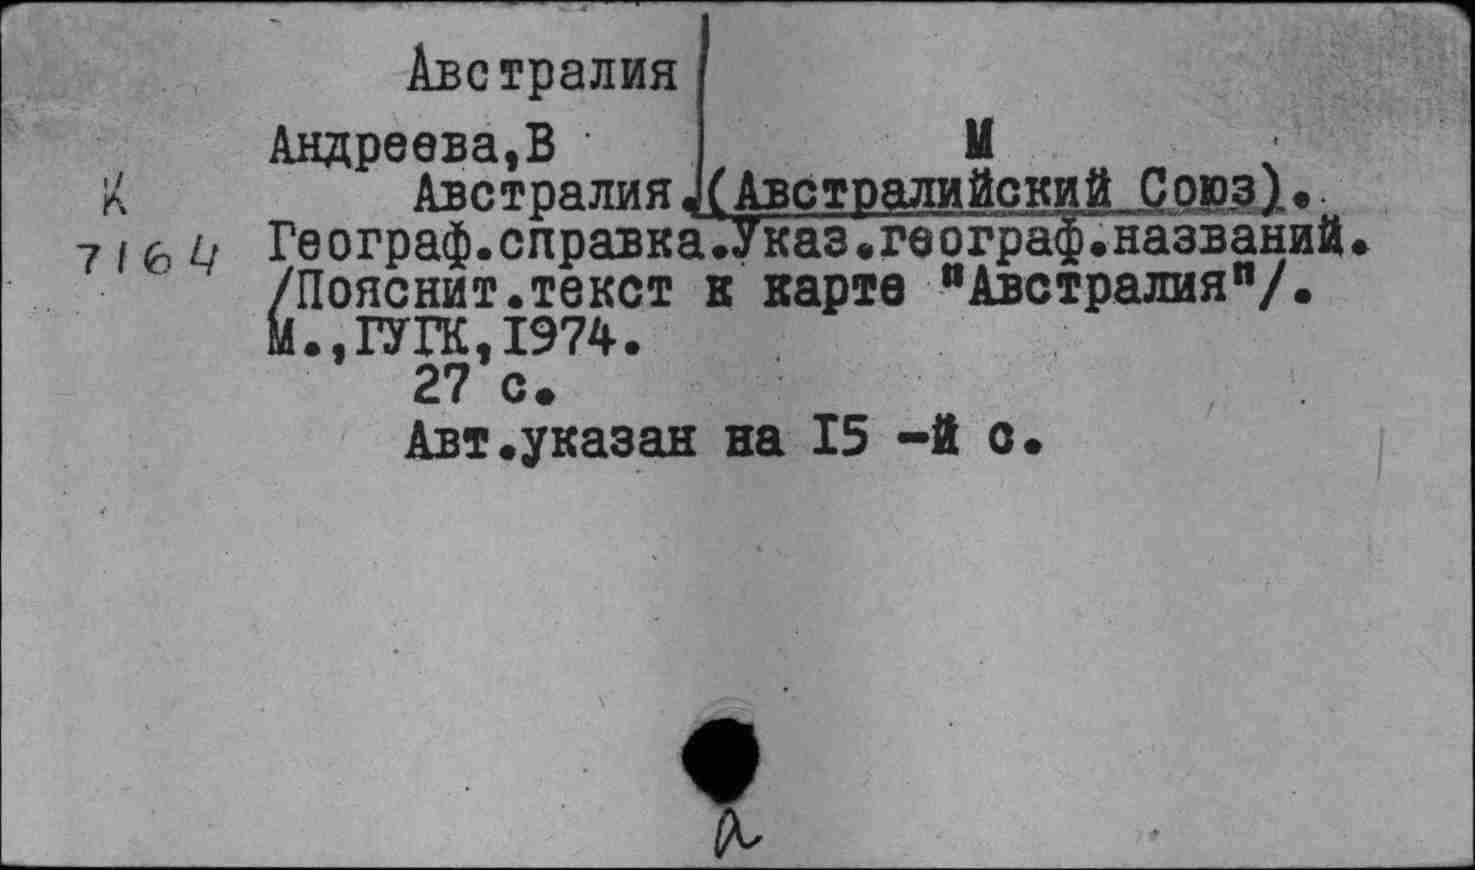 Австралия
Андреева,В М
К Австралия.(Австралийский Союз).
7164 Географ.справка.Указ.географ.названий.
/Пояснит.текст к карте "Австралия"/.
М.,ГУГК,1974.
27 с.
Авт.указан на 15 -й с.